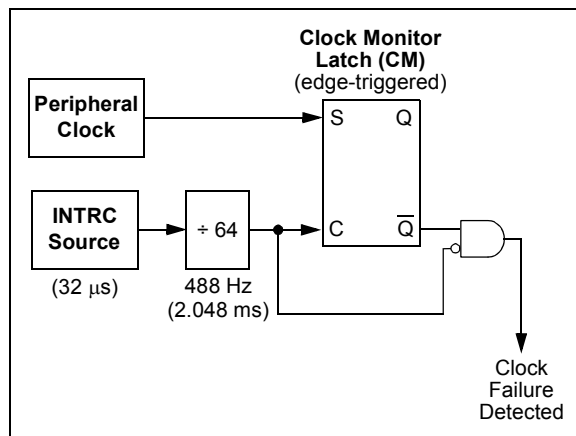 Clock Monitor
Latch (CM)
(edge-triggered)
Peripheral
Clock
S Q
INTRC
Source
÷ 64
C Q̅
(32 μs)
488 Hz
(2.048 ms)
Clock
Failure
Detected